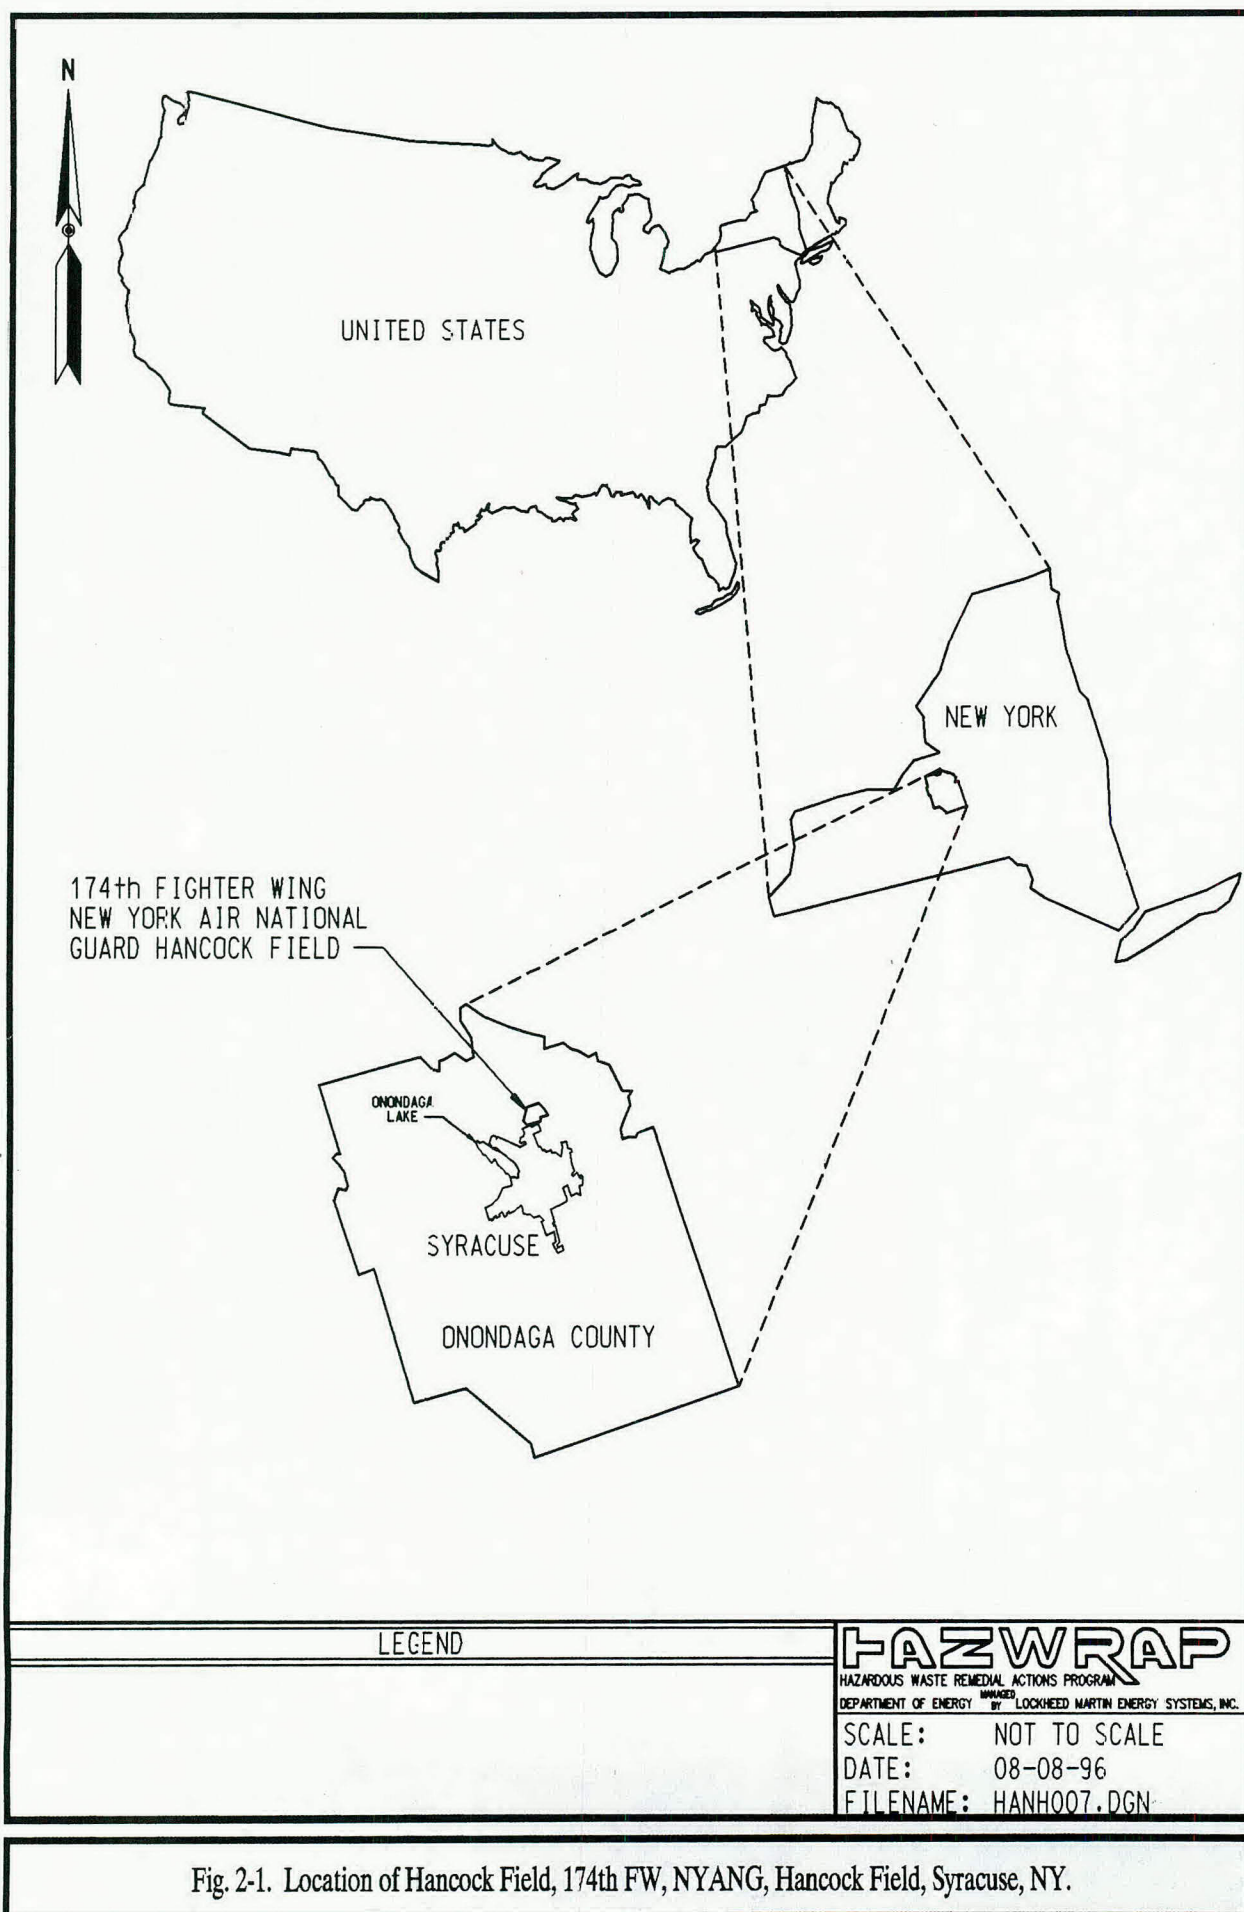 N
UNITED STATES
NEW YORK
174th FIGHTER WING
NEW YORK AIR NATIONAL
GUARD HANCOCK FIELD
ONONDAGA
LAKE
SYRACUSE
ONONDAGA COUNTY
LEGEND
HAZWRAP
HAZARDOUS WASTE REMEDIAL ACTIONS PROGRAM
DEPARTMENT OF ENERGY MANAGED BY LOCKHEED MARTIN ENERGY SYSTEMS, INC.
SCALE: NOT TO SCALE
DATE: 08-08-96
FILENAME: HANH007.DGN
Fig. 2-1. Location of Hancock Field, 174th FW, NYANG, Hancock Field, Syracuse, NY.